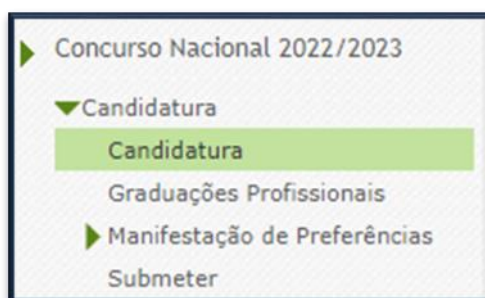 Concurso Nacional 2022/2023
Candidatura
Candidatura
Graduações Profissionais
Manifestação de Preferências
Submeter